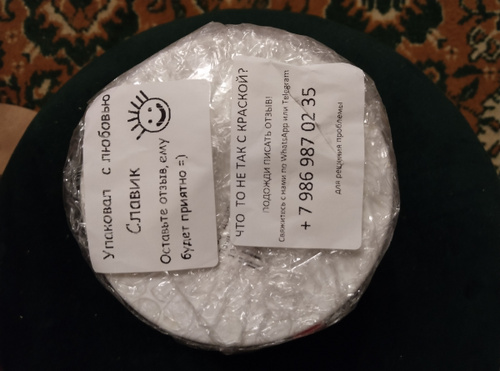 Упаковал с любовью
Славик
Оставьте отзыв, ему
будет приятно =)
ЧТО ТО НЕ ТАК С КРАСКОЙ?
ПОДОЖДИ ПИСАТЬ ОТЗЫВ!
Свяжитесь с нами по WhatsApp или Telegram
+ 7 986 987 02 35
для решения проблемы